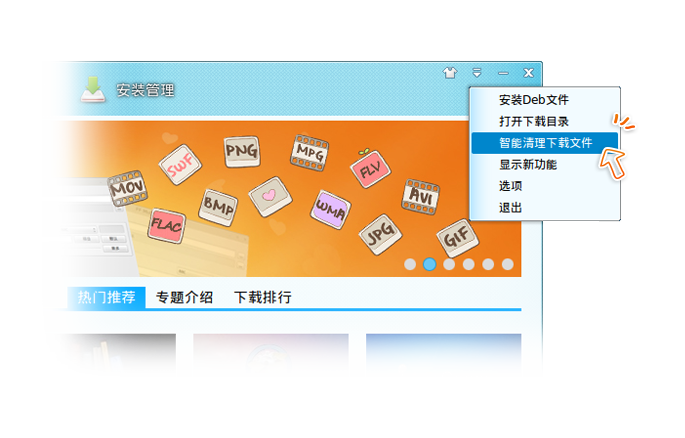 安装管理
安装Deb文件
打开下载目录
智能清理下载文件
显示新功能
选项
退出
MOV
SWF
PNG
MPG
FLV
AVI
FLAC
BMP
WMA
JPG
GIF
热门推荐 专题介绍 下载排行